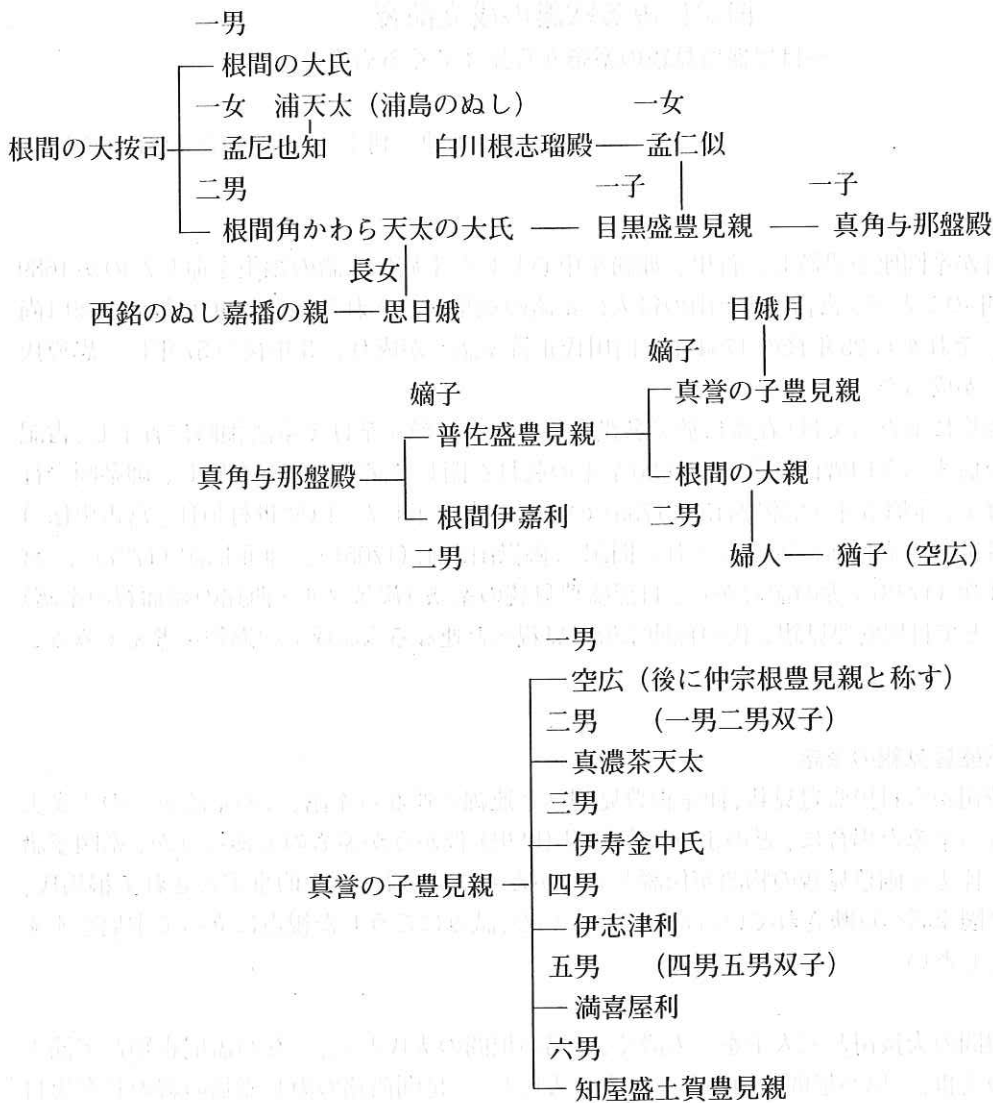 一男
根間の大氏
一女　浦天太（浦島のぬし）　一女
根間の大按司　孟尼也知　白川根志瑠殿　孟仁似
二男　一子　一子
根間角かわら天太の大氏　目黒盛豊見親　真角与那盤殿
長女
西銘のぬし嘉播の親　思目娥　目娥月
嫡子
嫡子　真誉の子豊見親
普佐盛豊見親
真角与那盤殿　根間の大親
根間伊嘉利　二男
二男　婦人　猶子（空広）
一男
空広（後に仲宗根豊見親と称す）
二男　（一男二男双子）
真濃茶天太
三男
伊寿金中氏
真誉の子豊見親　四男
伊志津利
五男　（四男五男双子）
満喜屋利
六男
知屋盛土賀豊見親